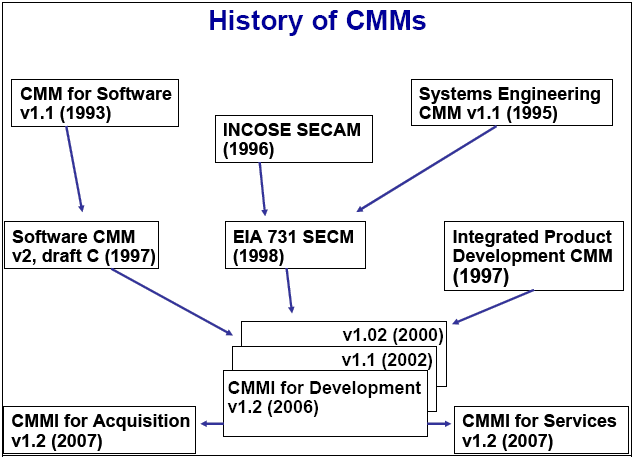 History of CMMs
CMM for Software
v1.1 (1993)
Systems Engineering
CMM v1.1 (1995)
INCOSE SECAM
(1996)
Software CMM
v2, draft C (1997)
EIA 731 SECM
(1998)
Integrated Product
Development CMM
(1997)
v1.02 (2000)
v1.1 (2002)
CMMI for Development
v1.2 (2006)
CMMI for Acquisition
v1.2 (2007)
CMMI for Services
v1.2 (2007)